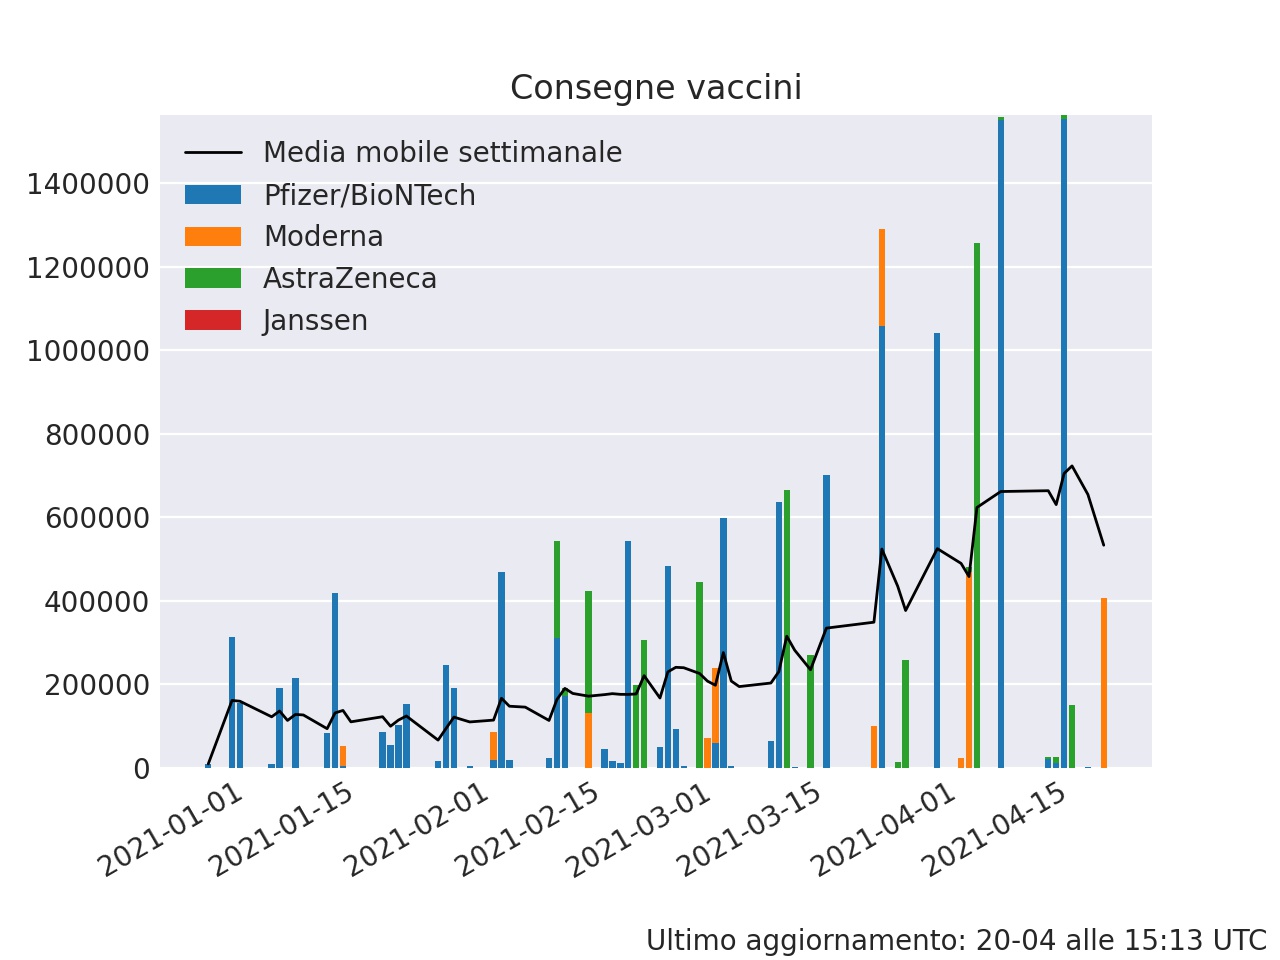 Consegne vaccini
Media mobile settimanale
Pfizer/BioNTech
Moderna
AstraZeneca
Janssen
1400000
1200000
1000000
800000
600000
400000
200000
0
2021-01-01
2021-01-15
2021-02-01
2021-02-15
2021-03-01
2021-03-15
2021-04-01
2021-04-15
Ultimo aggiornamento: 20-04 alle 15:13 UTC